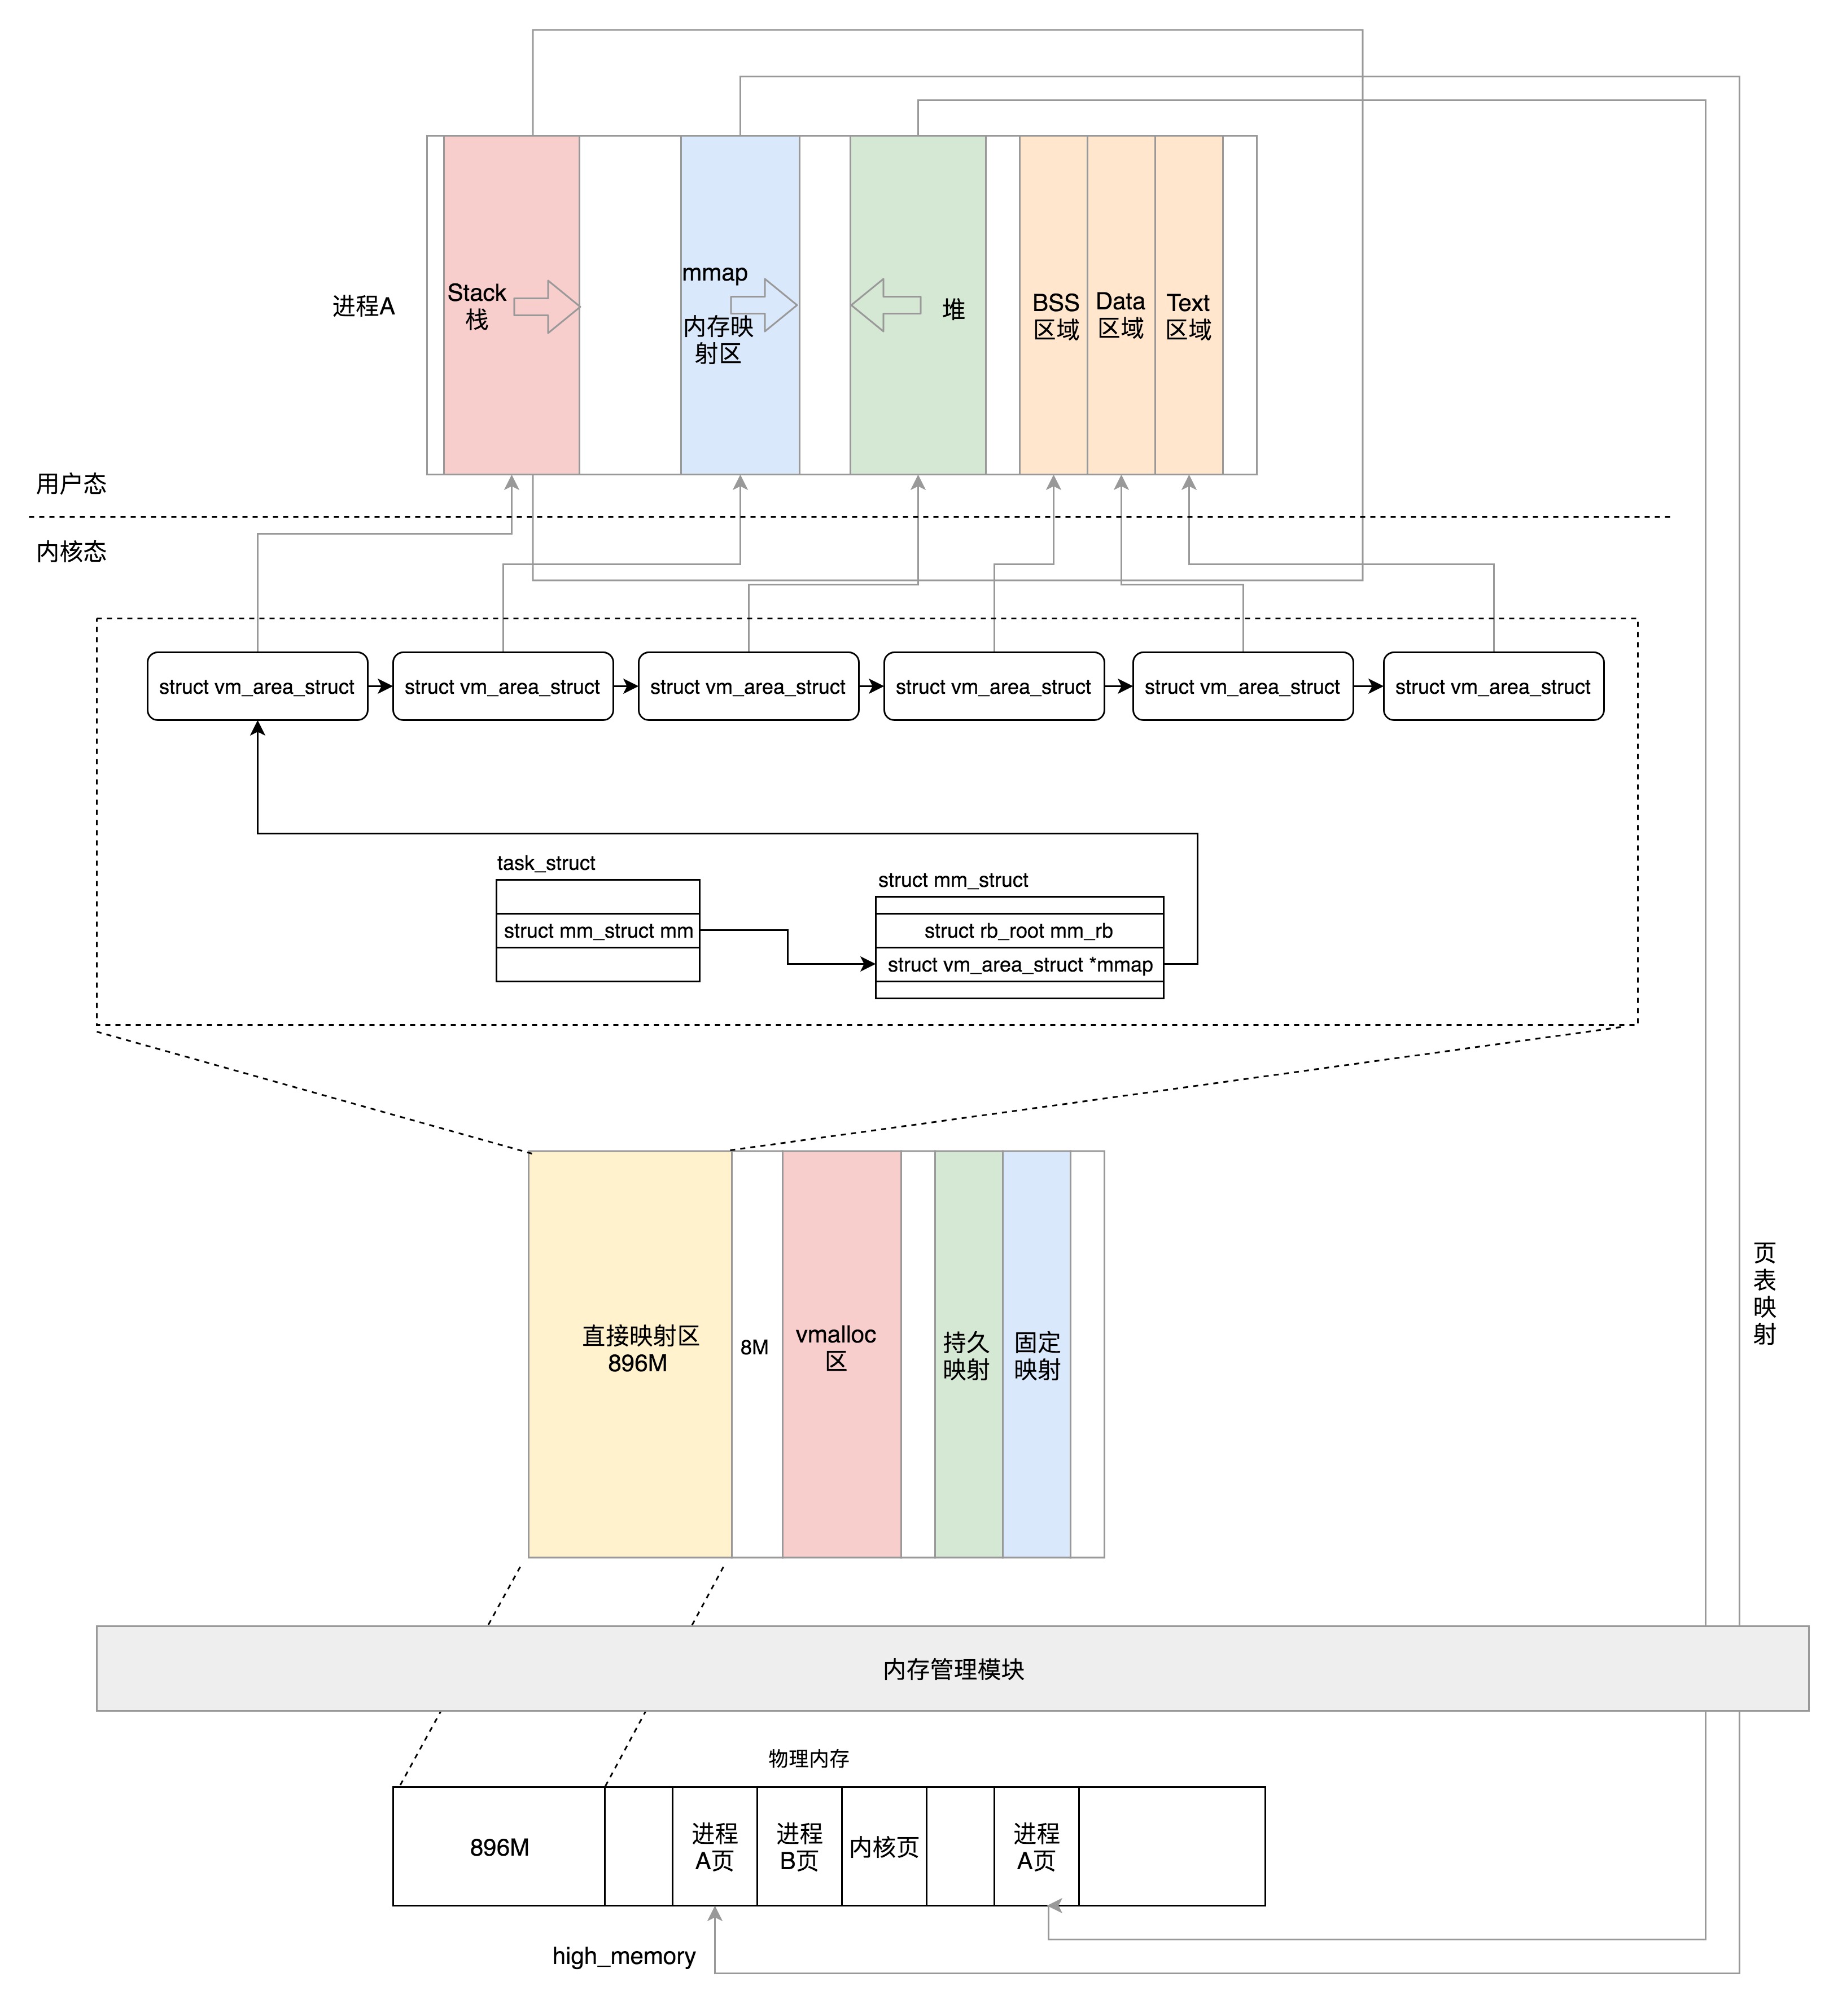 进程A
Stack
栈
mmap
内存映
射区
堆
BSS
区域
Data
区域
Text
区域
用户态
内核态
struct vm_area_struct
struct vm_area_struct
struct vm_area_struct
struct vm_area_struct
struct vm_area_struct
struct vm_area_struct
task_struct
struct mm_struct mm
struct mm_struct
struct rb_root mm_rb
struct vm_area_struct *mmap
直接映射区
896M
8M
vmalloc
区
持久
映射
固定
映射
页
表
映
射
内存管理模块
物理内存
896M
进程
A页
进程
B页
内核页
进程
A页
high_memory